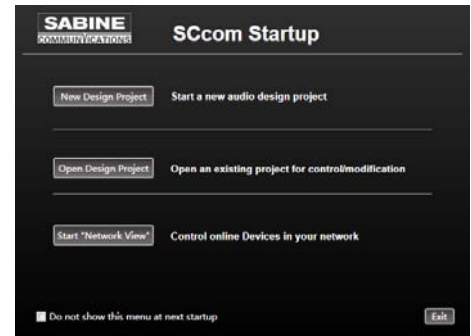 SABINE
COMMUNICATIONS
SCcom Startup
New Design Project
Start a new audio design project
Open Design Project
Open an existing project for control/modification
Start "Network View"
Control online Devices in your network
Do not show this menu at next startup
Exit